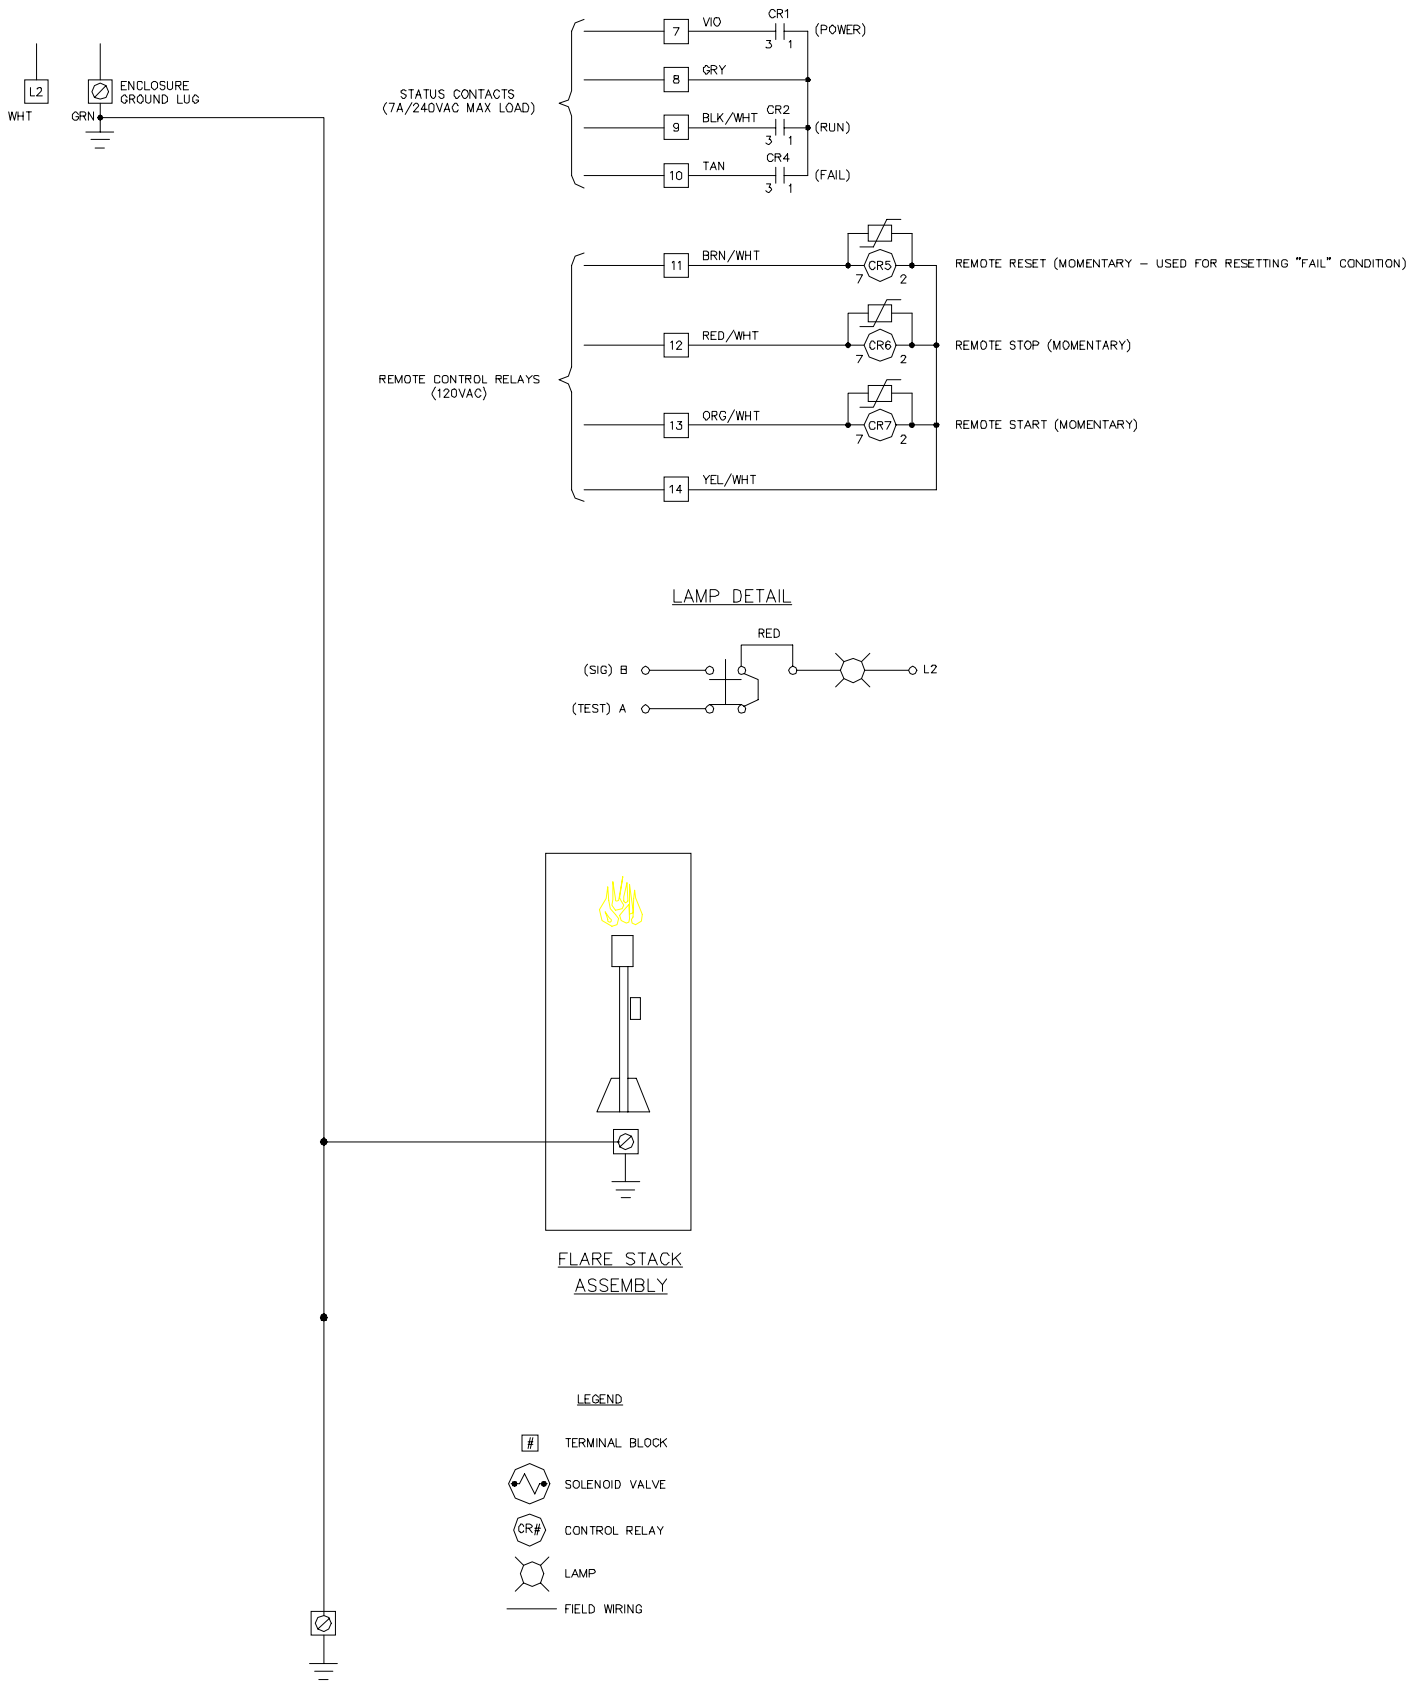 L2
WHT
GRN
ENCLOSURE
GROUND LUG
STATUS CONTACTS
(7A/240VAC MAX LOAD)
7 VIO CR1 3 1 (POWER)
8 GRY
9 BLK/WHT CR2 3 1 (RUN)
10 TAN CR4 3 1 (FAIL)
REMOTE CONTROL RELAYS
(120VAC)
11 BRN/WHT 7 CR5 2 REMOTE RESET (MOMENTARY – USED FOR RESETTING "FAIL" CONDITION)
12 RED/WHT 7 CR6 2 REMOTE STOP (MOMENTARY)
13 ORG/WHT 7 CR7 2 REMOTE START (MOMENTARY)
14 YEL/WHT
LAMP DETAIL
RED
(SIG) B
L2
(TEST) A
FLARE STACK
ASSEMBLY
LEGEND
# TERMINAL BLOCK
SOLENOID VALVE
CR# CONTROL RELAY
LAMP
FIELD WIRING